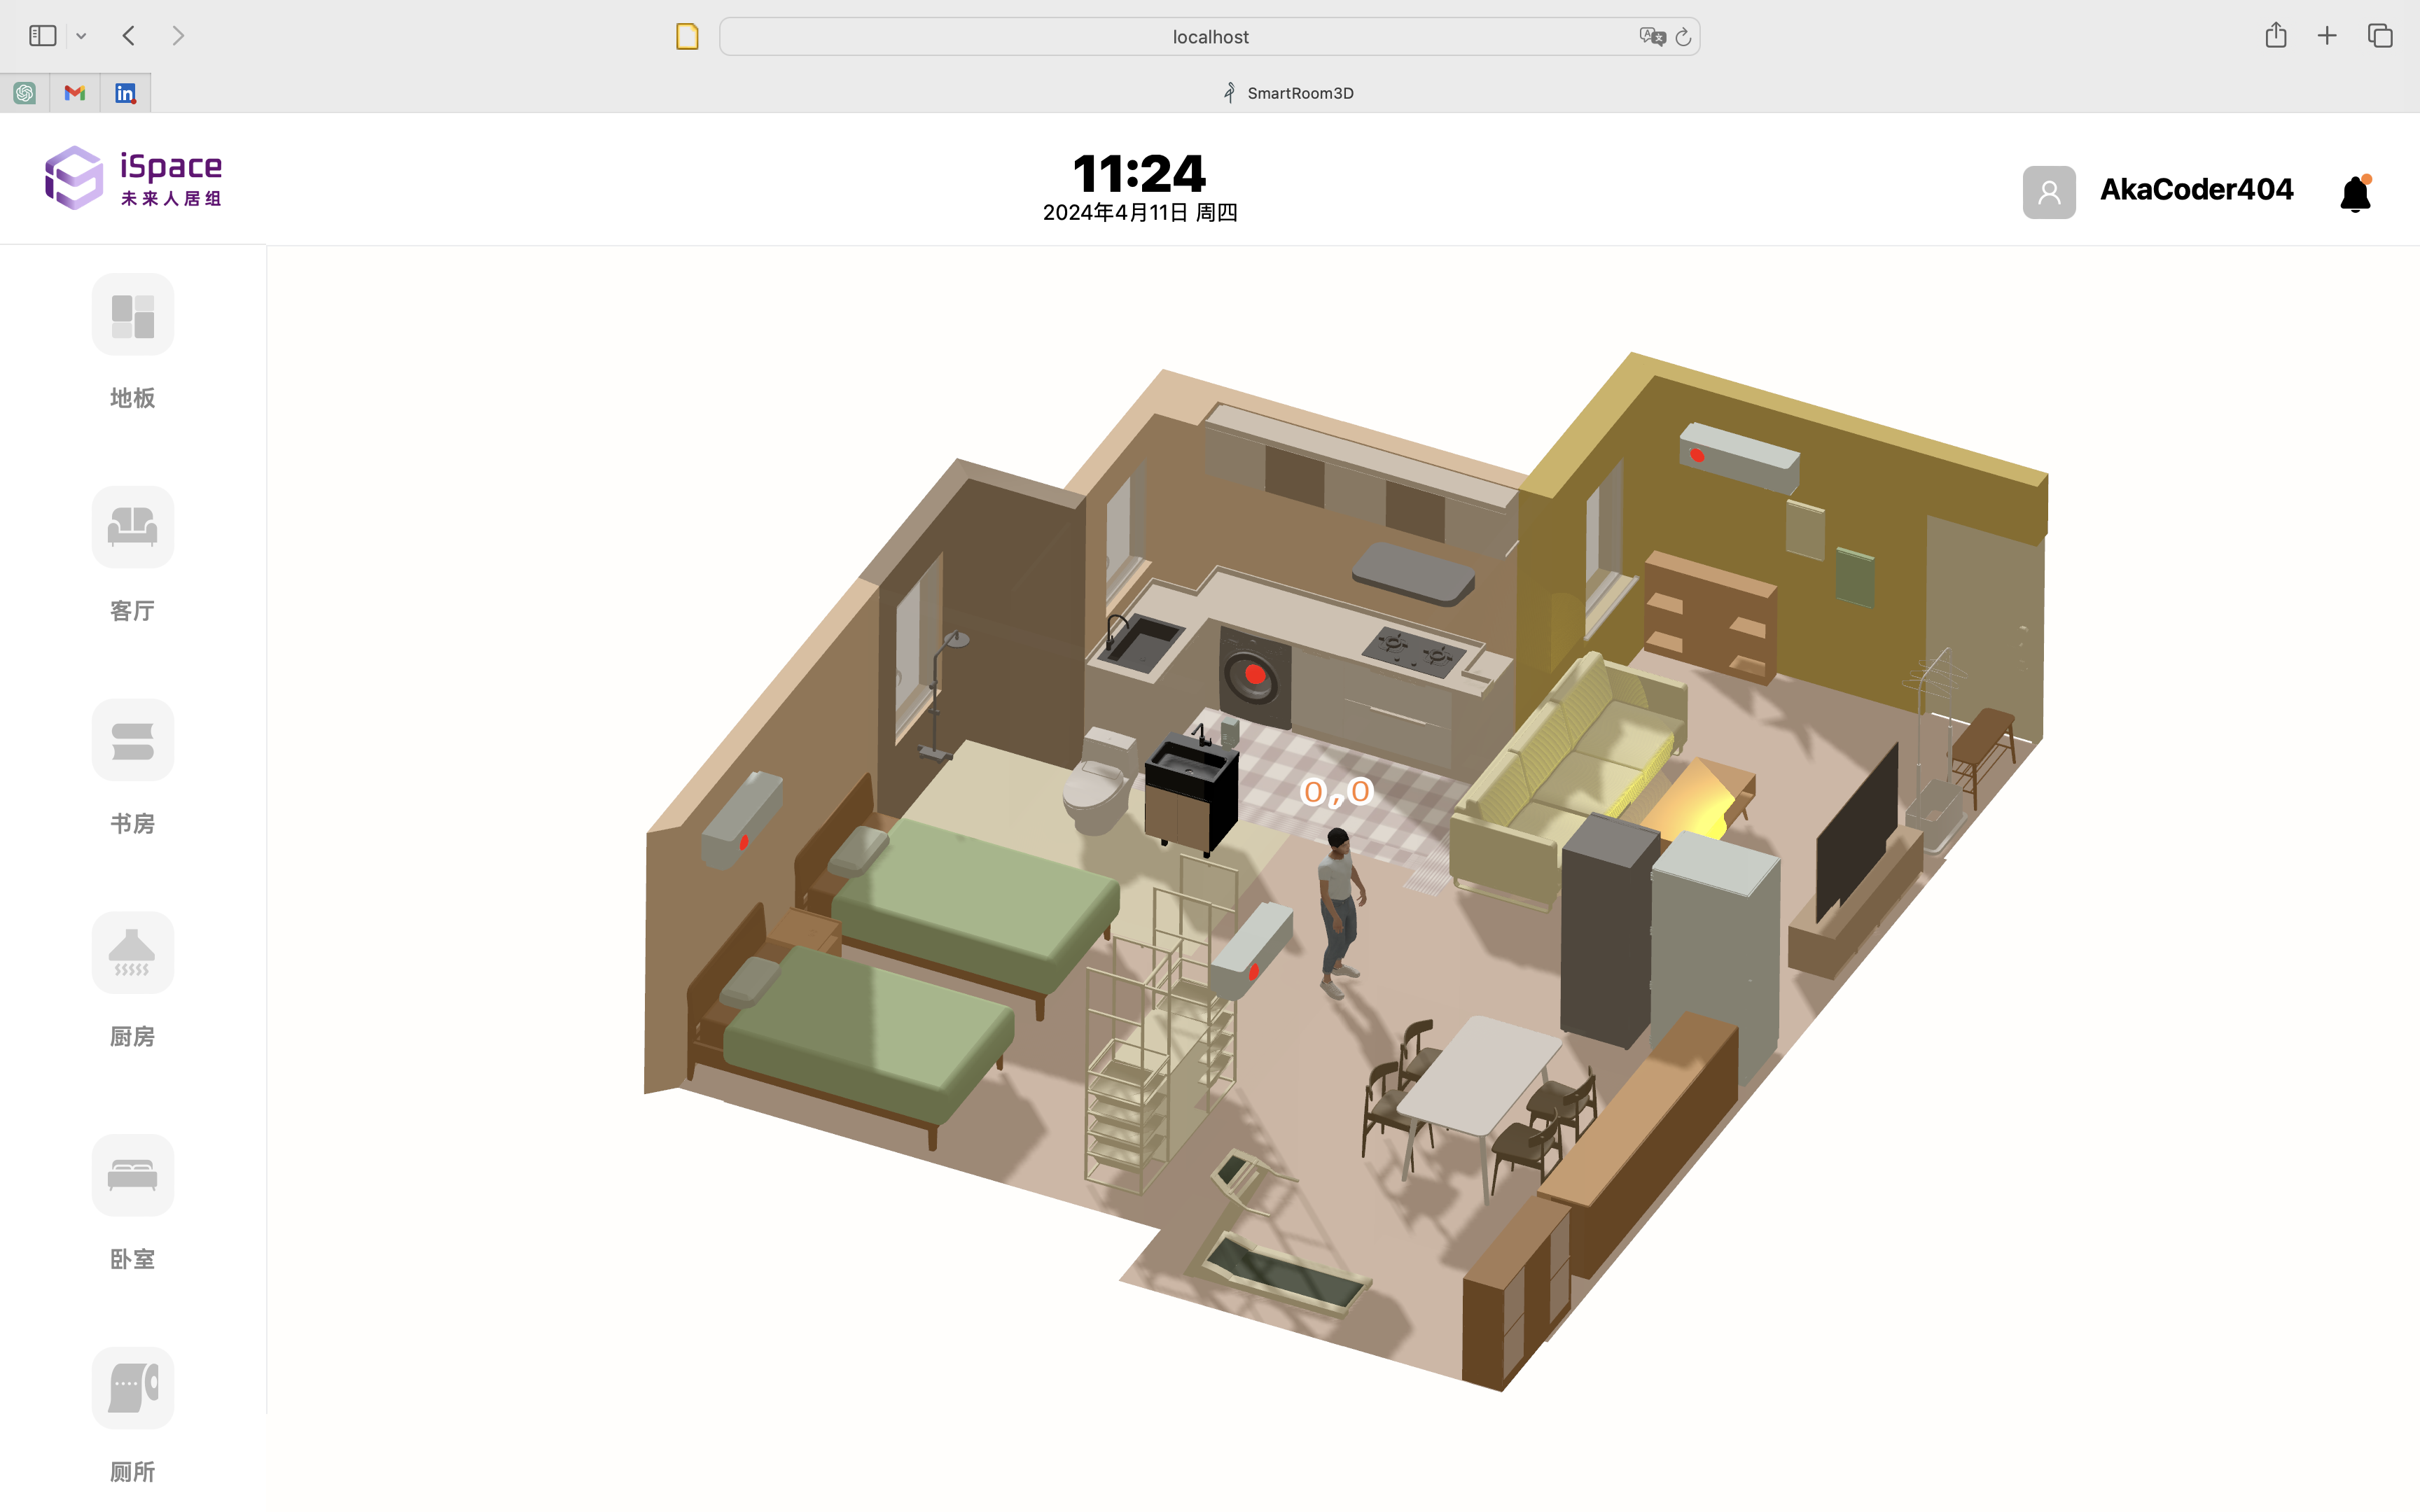 localhost
SmartRoom3D
iSpace
未来人居组
11:24
2024年4月11日 周四
AkaCoder404
地板
客厅
书房
厨房
卧室
厕所
0,0